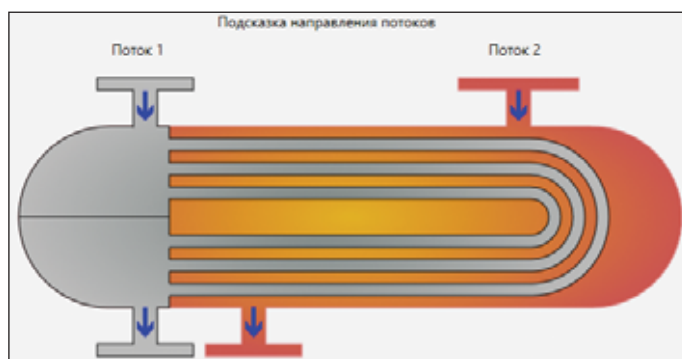 Подсказка направления потоков
Поток 1
Поток 2